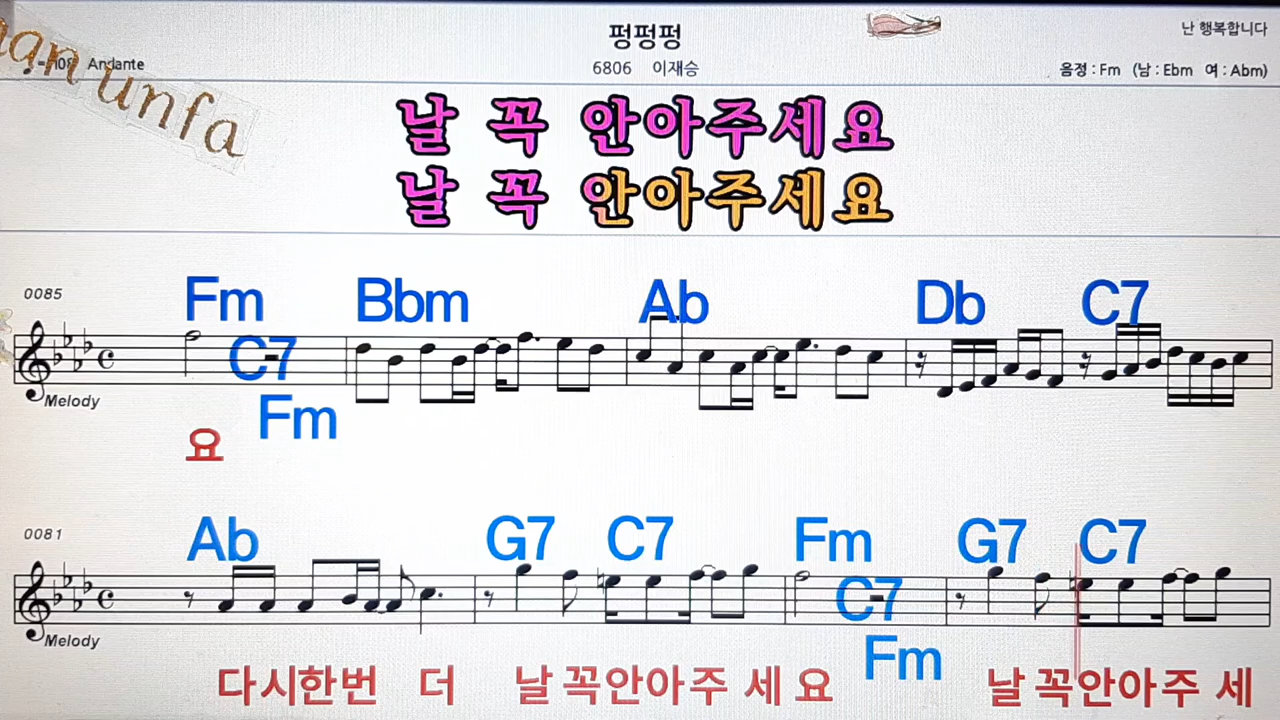 펑펑펑
난 행복합니다
Andante
unfa
6806 이재승
음정 : Fm (남 : Ebm 여 : Abm)
날 꼭 안아주세요
날 꼭 안아주세요
0085
Fm Bbm Ab Db C7
C7
Melody
Fm
요
0081
Ab G7 C7 Fm G7 C7
C7
Melody
Fm
다시한번 더 날 꼭안아주 세 요 날 꼭안아주 세